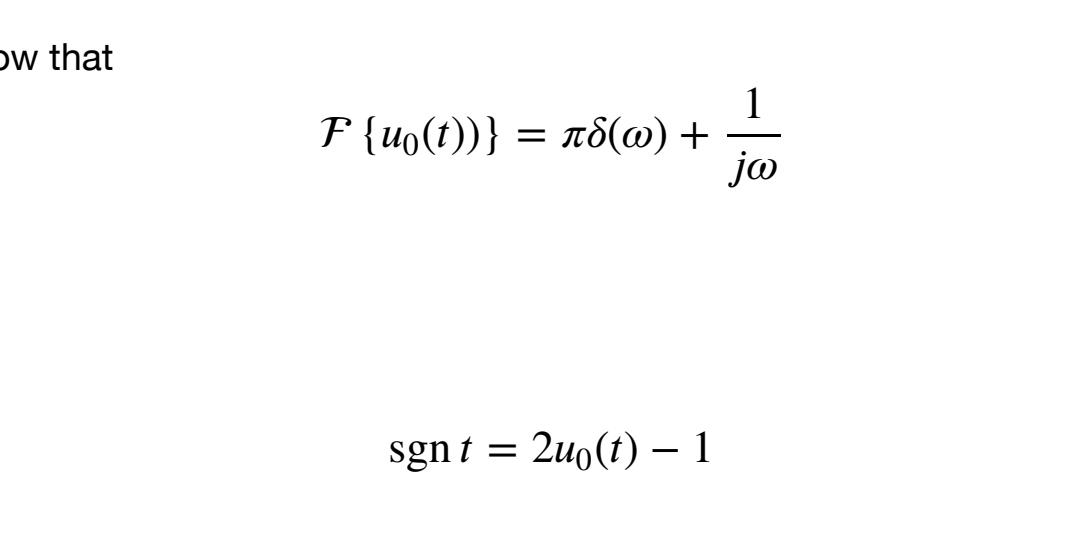 ow that
ℱ {u₀(t))} = πδ(ω) + 1/jω
sgn t = 2u₀(t) − 1